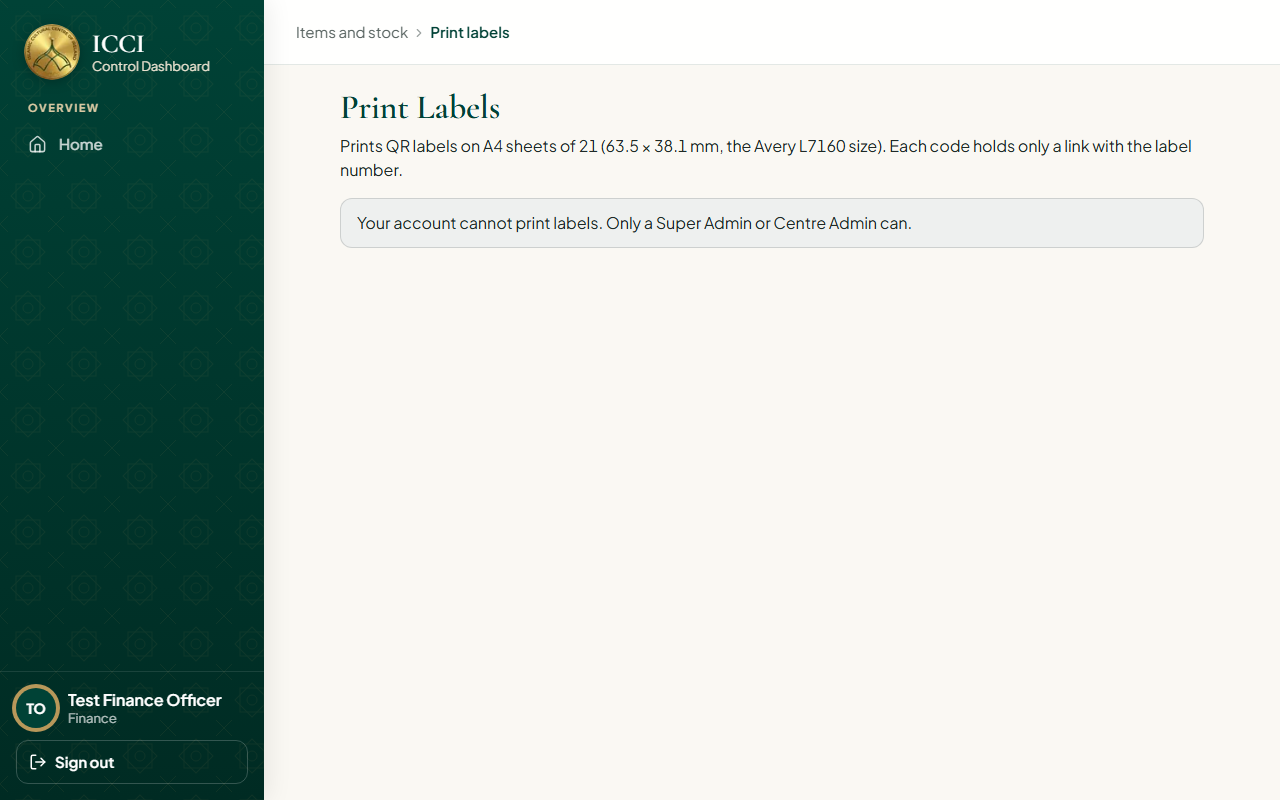 ICCI
Control Dashboard
OVERVIEW
Home
Test Finance Officer
TO
Finance
Sign out
Items and stock > Print labels
Print Labels
Prints QR labels on A4 sheets of 21 (63.5 × 38.1 mm, the Avery L7160 size). Each code holds only a link with the label
number.
Your account cannot print labels. Only a Super Admin or Centre Admin can.